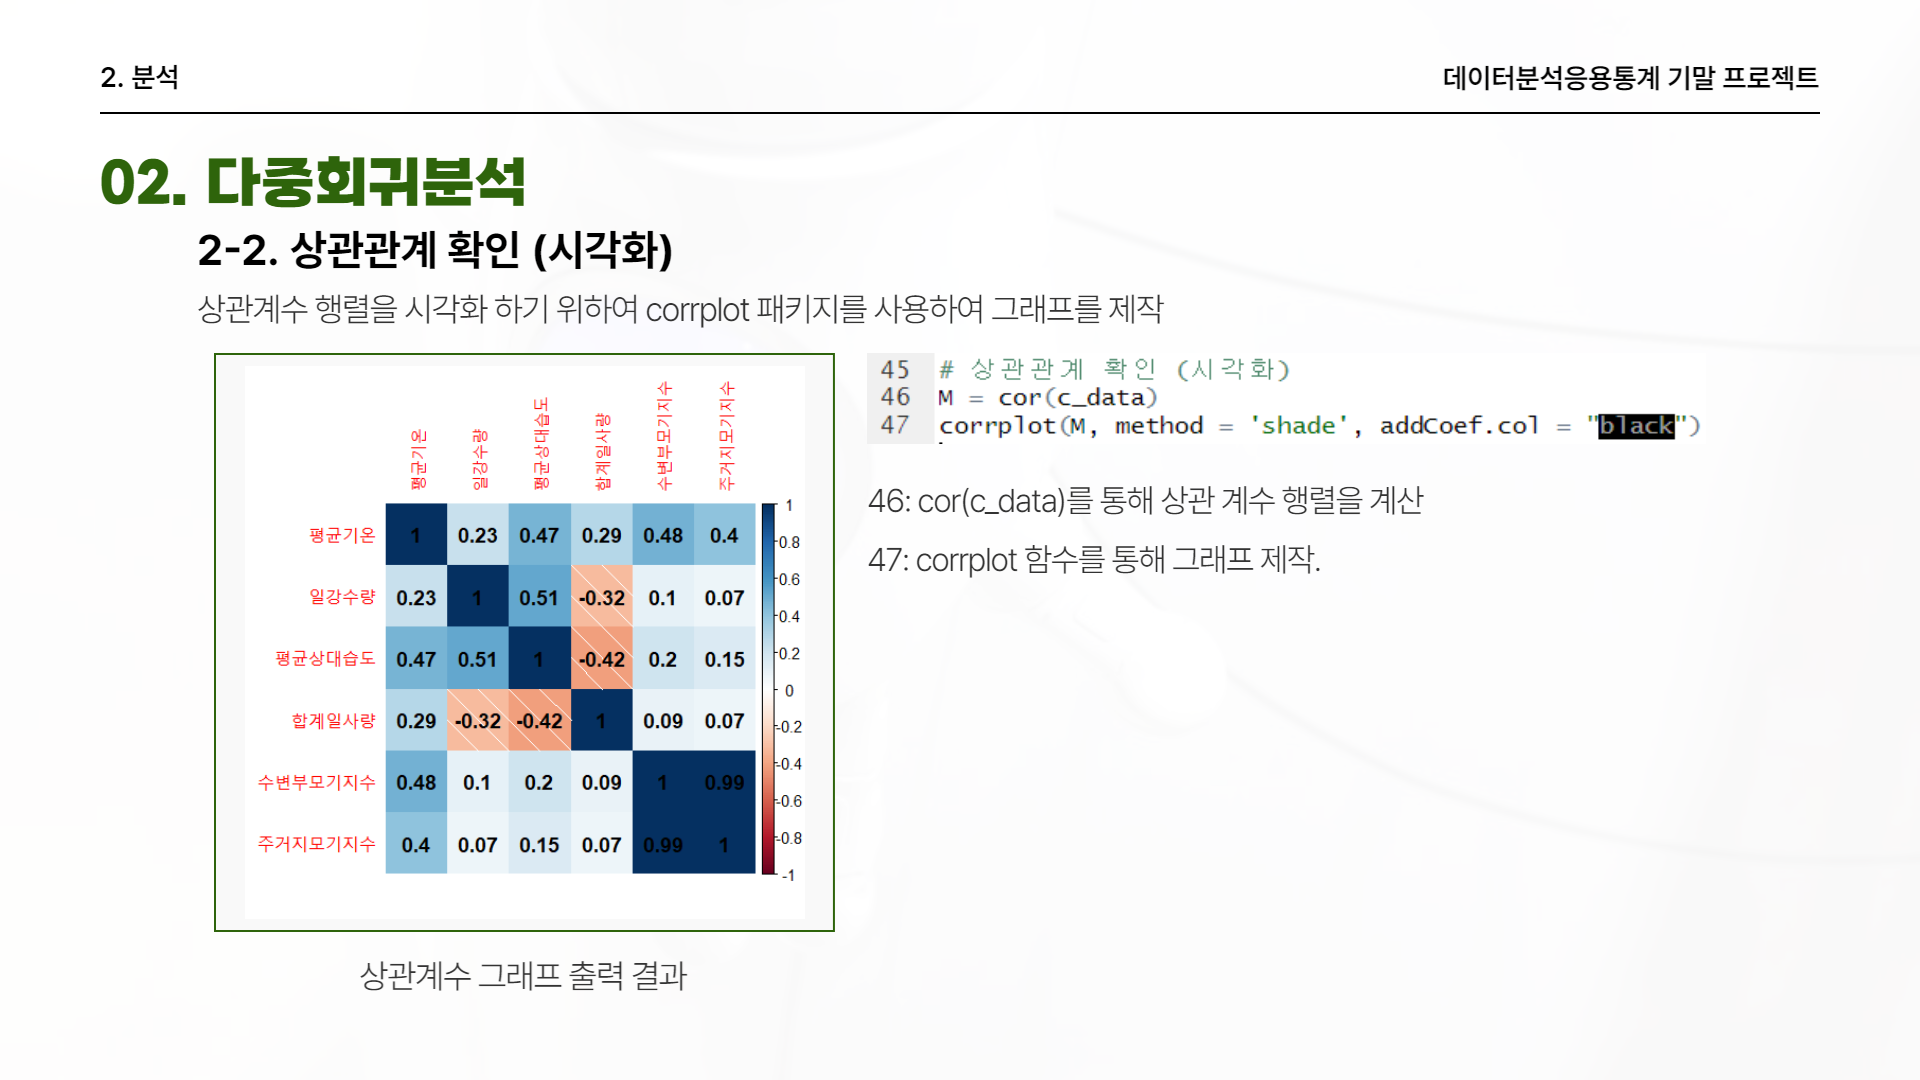 2. 분석
데이터분석응용통계 기말 프로젝트
02. 다중회귀분석
2-2. 상관관계 확인 (시각화)
상관계수 행렬을 시각화 하기 위하여 corrplot 패키지를 사용하여 그래프를 제작
평균기온 일강수량 평균상대습도 합계일사량 수변부모기지수 주거지모기지수
평균기온 1 0.23 0.47 0.29 0.48 0.4
일강수량 0.23 1 0.51 -0.32 0.1 0.07
평균상대습도 0.47 0.51 1 -0.42 0.2 0.15
합계일사량 0.29 -0.32 -0.42 1 0.09 0.07
수변부모기지수 0.48 0.1 0.2 0.09 1 0.99
주거지모기지수 0.4 0.07 0.15 0.07 0.99 1
1
0.8
0.6
0.4
0.2
0
-0.2
-0.4
-0.6
-0.8
-1
상관계수 그래프 출력 결과
45 # 상관관계 확인 (시각화)
46 M = cor(c_data)
47 corrplot(M, method = 'shade', addCoef.col = "black")
46: cor(c_data)를 통해 상관 계수 행렬을 계산
47: corrplot 함수를 통해 그래프 제작.